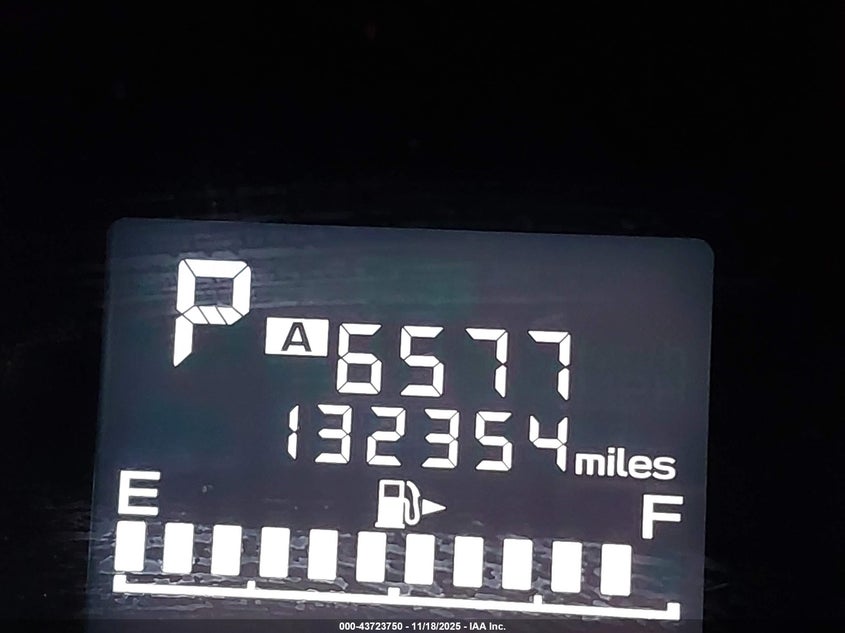 P
A 6577
132354 miles
E F
000-43723750 - 11/18/2025 - IAA Inc.